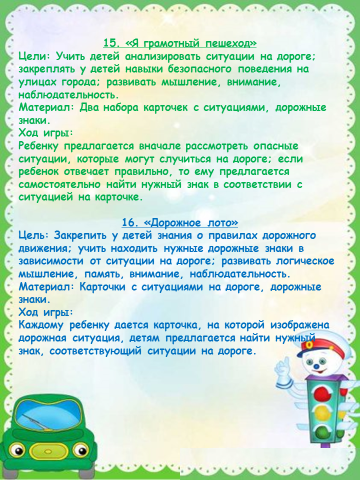 15. «Я грамотный пешеход»
Цели: Учить детей анализировать ситуации на дороге;
закреплять у детей навыки безопасного поведения на
улицах города; развивать мышление, внимание,
наблюдательность.
Материал: Два набора карточек с ситуациями, дорожные
знаки.
Ход игры:
Ребенку предлагается вначале рассмотреть опасные
ситуации, которые могут случиться на дороге; если
ребенок отвечает правильно, то ему предлагается
самостоятельно найти нужный знак в соответствии с
ситуацией на карточке.
16. «Дорожное лото»
Цель: Закрепить у детей знания о правилах дорожного
движения; учить находить нужные дорожные знаки в
зависимости от ситуации на дороге; развивать логическое
мышление, память, внимание, наблюдательность.
Материал: Карточки с ситуациями на дороге, дорожные
знаки.
Ход игры:
Каждому ребенку дается карточка, на которой изображена
дорожная ситуация, детям предлагается найти нужный
знак, соответствующий ситуации на дороге.